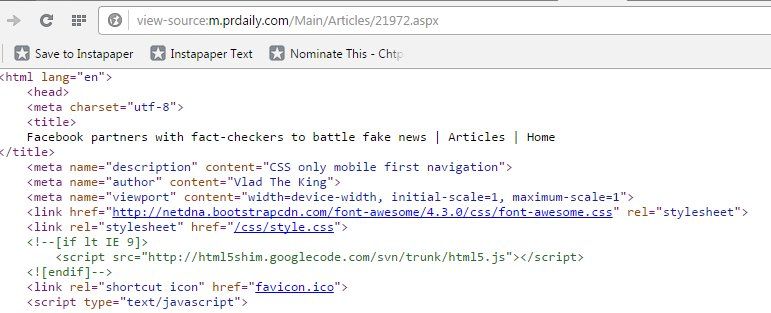 view-source:m.prdaily.com/Main/Articles/21972.aspx
Save to Instapaper Instapaper Text Nominate This - Chtp
<html lang="en">
<head>
<meta charset="utf-8">
<title>
Facebook partners with fact-checkers to battle fake news | Articles | Home
</title>
<meta name="description" content="CSS only mobile first navigation">
<meta name="author" content="Vlad The King">
<meta name="viewport" content="width=device-width, initial-scale=1, maximum-scale=1">
<link href="http://netdna.bootstrapcdn.com/font-awesome/4.3.0/css/font-awesome.css" rel="stylesheet">
<link rel="stylesheet" href="/css/style.css">
<!--[if lt IE 9]>
<script src="http://html5shim.googlecode.com/svn/trunk/html5.js"></script>
<![endif]-->
<link rel="shortcut icon" href="favicon.ico">
<script type="text/javascript">